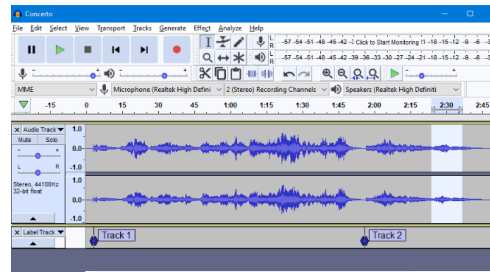 Concerto
File Edit Select View Transport Tracks Generate Effect Analyze Help
L R -57 -54 -51 -48 -45 -42 -: Click to Start Monitoring !1 -18 -15 -12 -9 -6 -3
L R -57 -54 -51 -48 -45 -42 -39 -36 -33 -30 -27 -24 -21 -18 -15 -12 -9 -6 -3
MME Microphone (Realtek High Defini 2 (Stereo) Recording Channels Speakers (Realtek High Definiti
-15 0 15 30 45 1:00 1:15 1:30 1:45 2:00 2:15 2:30 2:45
X Audio Track 1.0
Mute Solo
- + 0.0
L R -1.0
Stereo, 44100Hz 1.0
32-bit float
0.0
-1.0
X Label Track
Track 1 Track 2